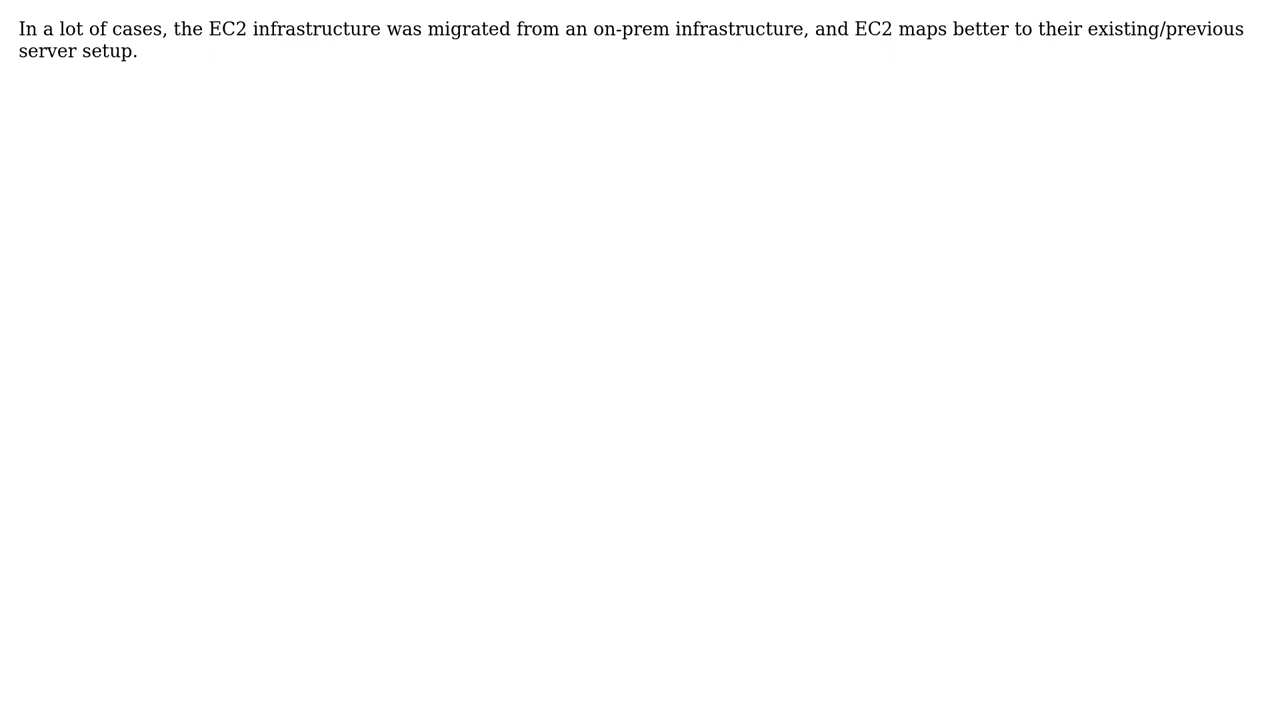 In a lot of cases, the EC2 infrastructure was migrated from an on-prem infrastructure, and EC2 maps better to their existing/previous
server setup.